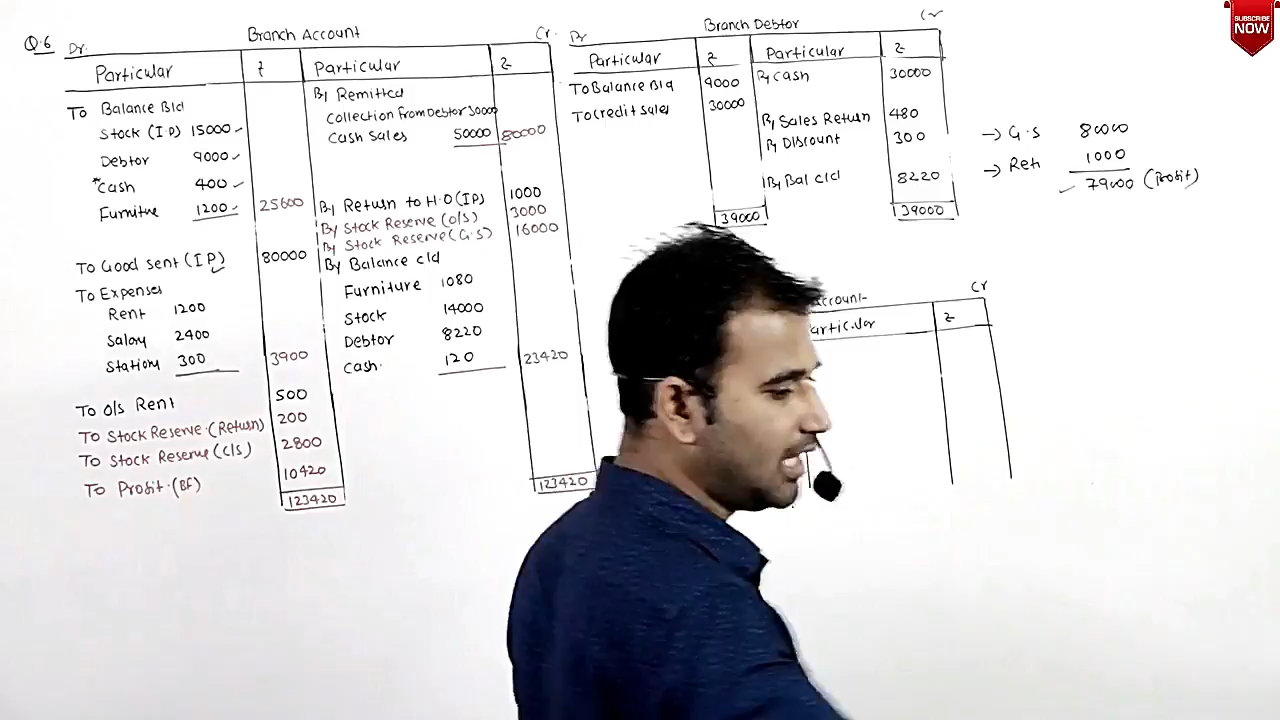 Q.6
Branch Account
Dr.
Cr.
Particular ₹ Particular ₹
To Balance B/d
Stock (I.P) 15000
Debtor 9000
*Cash 400
Furnitue 1200 25600
To Good sent (I.P) 80000
To Expenses
Rent 1200
Salary 2400
Station 300 3900
To O/s Rent 500
To Stock Reserve (Return) 200
To Stock Reserve (C/s) 2800
To Profit (BF) 10420
123420
By Remitted
Collection from Debtor 30000
Cash Sales 50000 80000
By Return to H.O (IP) 1000
By Stock Reserve (O/s) 3000
By Stock Reserve (G.S) 16000
By Balance c/d
Furniture 1080
Stock 14000
Debtor 8220
Cash. 120 23420
123420
Branch Debtor
Dr
Cr
Particular ₹ Particular ₹
To Balance B/d 9000 By Cash 30000
To credit sales 30000
By Sales Return 480
By Discount 300
By Bal c/d 8220
39000 39000
→ G.S 80000
→ Ret 1000
79000 (Profit)
ccount
Cr
articular ₹
SUBSCRIBE
NOW